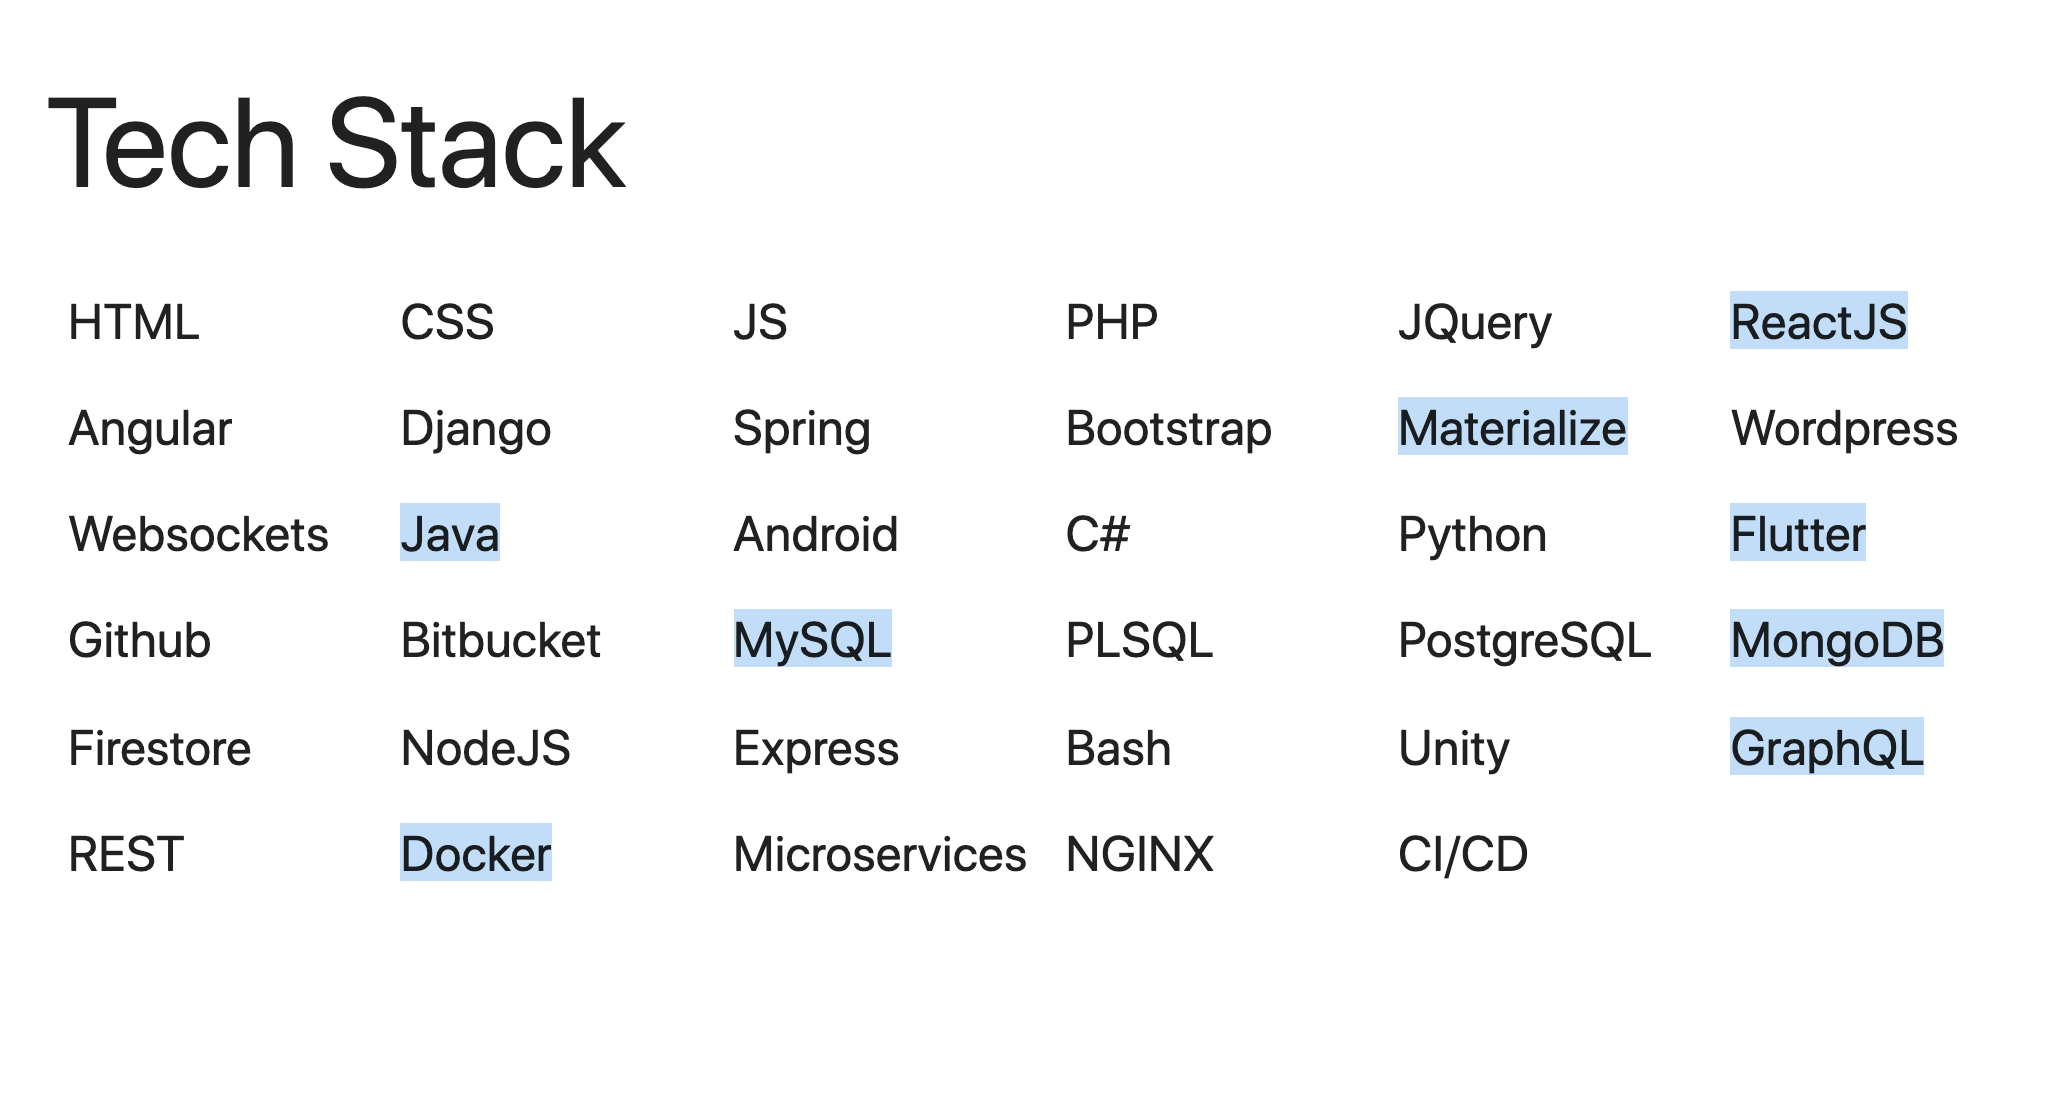 Tech Stack
HTML CSS JS PHP JQuery ReactJS
Angular Django Spring Bootstrap Materialize Wordpress
Websockets Java Android C# Python Flutter
Github Bitbucket MySQL PLSQL PostgreSQL MongoDB
Firestore NodeJS Express Bash Unity GraphQL
REST Docker Microservices NGINX CI/CD